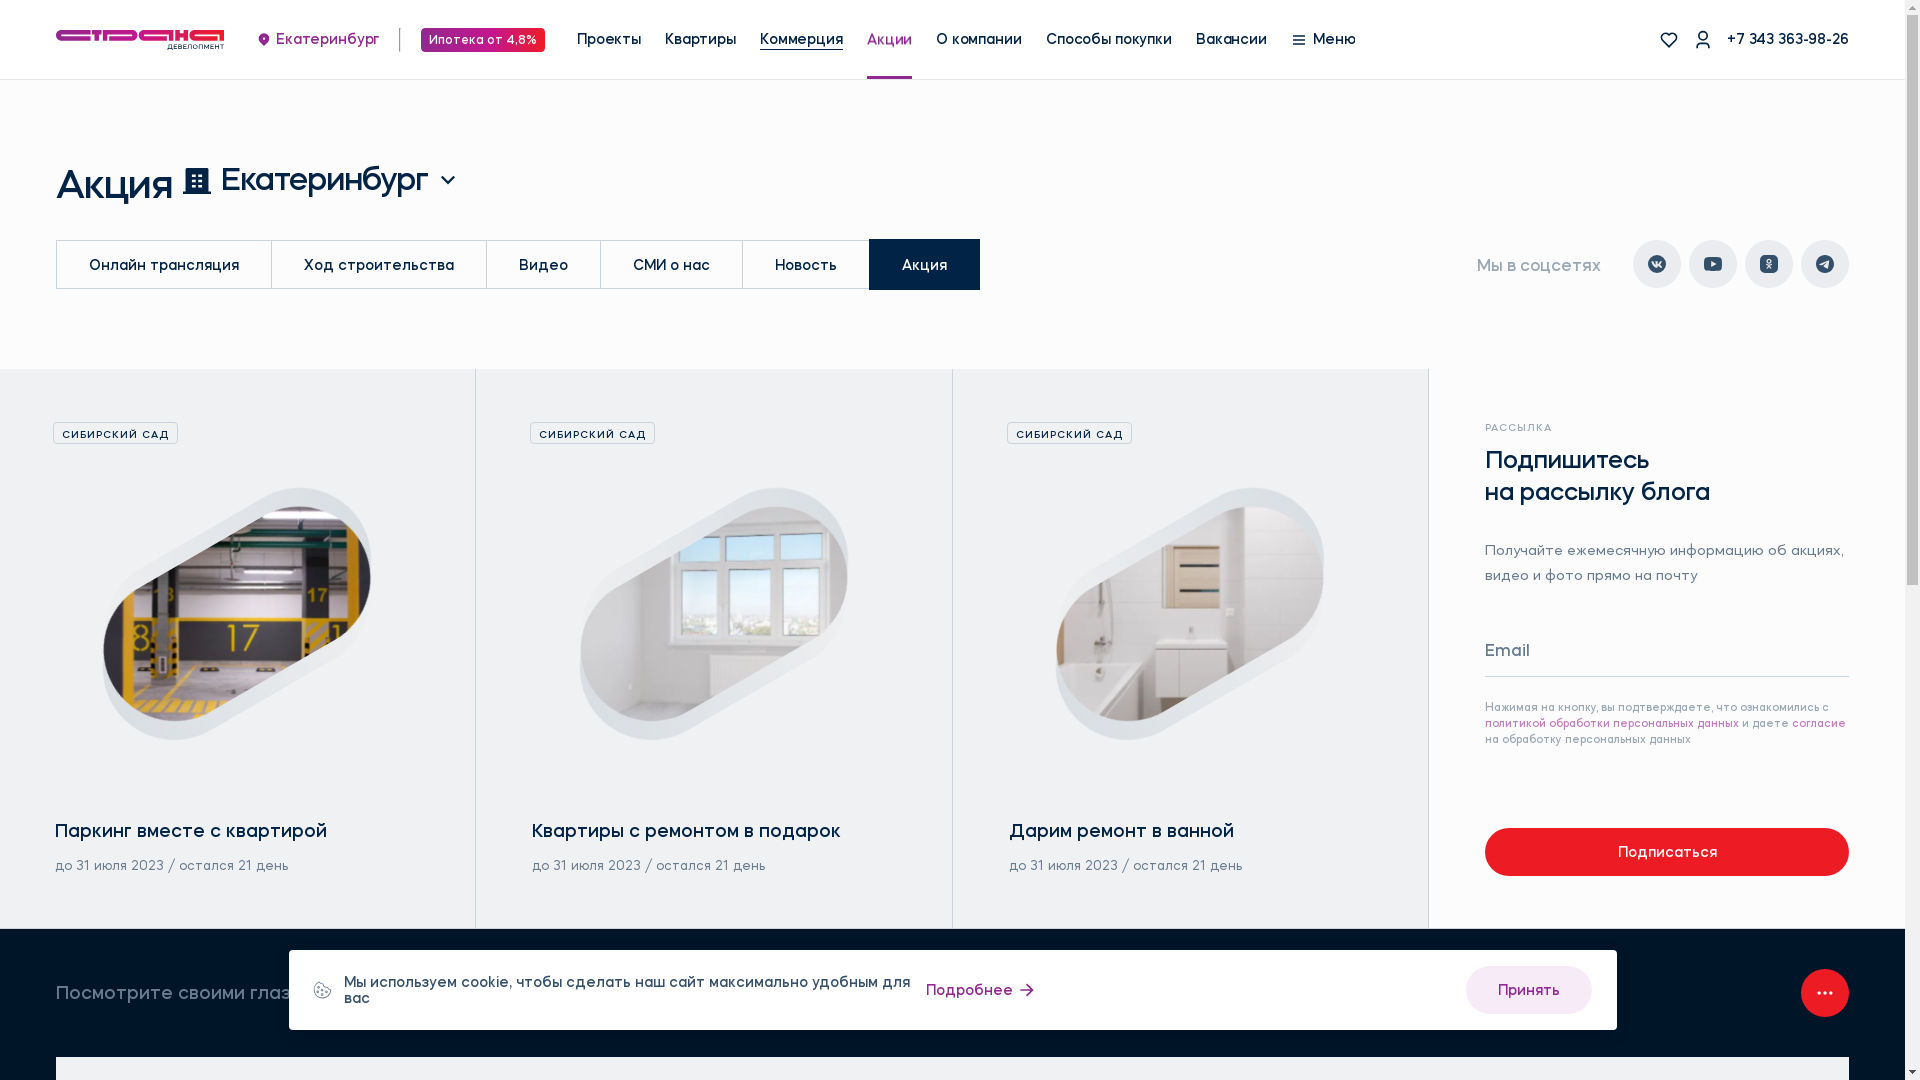 страна
ДЕВЕЛОПМЕНТ
Екатеринбург
Ипотека от 4,8%
Проекты
Квартиры
Коммерция
Акции
О компании
Способы покупки
Вакансии
Меню
+7 343 363-98-26
Акция Екатеринбург
Онлайн трансляция
Ход строительства
Видео
СМИ о нас
Новость
Акция
Мы в соцсетях
СИБИРСКИЙ САД
СИБИРСКИЙ САД
СИБИРСКИЙ САД
17
8
17
1
Паркинг вместе с квартирой
до 31 июля 2023 / остался 21 день
Квартиры с ремонтом в подарок
до 31 июля 2023 / остался 21 день
Дарим ремонт в ванной
до 31 июля 2023 / остался 21 день
РАССЫЛКА
Подпишитесь
на рассылку блога
Получайте ежемесячную информацию об акциях,
видео и фото прямо на почту
Email
Нажимая на кнопку, вы подтверждаете, что ознакомились с
политикой обработки персональных данных и даете согласие
на обработку персональных данных
Подписаться
Посмотрите своими глаз
Мы используем cookie, чтобы сделать наш сайт максимально удобным для
вас
Подробнее
Принять